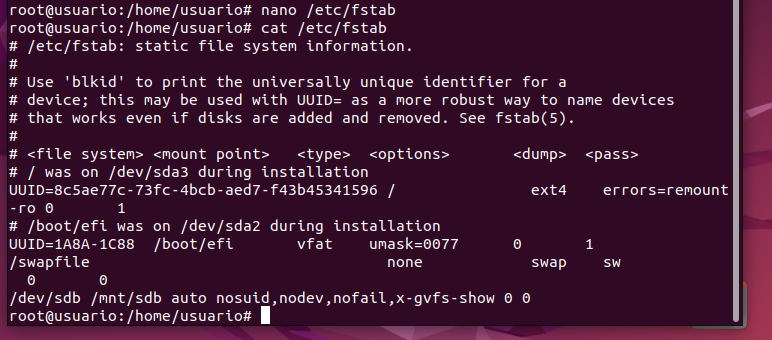 root@usuario:/home/usuario# nano /etc/fstab
root@usuario:/home/usuario# cat /etc/fstab
# /etc/fstab: static file system information.
#
# Use 'blkid' to print the universally unique identifier for a
# device; this may be used with UUID= as a more robust way to name devices
# that works even if disks are added and removed. See fstab(5).
#
# <file system> <mount point>   <type>  <options>       <dump>  <pass>
# / was on /dev/sda3 during installation
UUID=8c5ae77c-73fc-4bcb-aed7-f43b45341596 /               ext4    errors=remount
-ro 0       1
# /boot/efi was on /dev/sda2 during installation
UUID=1A8A-1C88  /boot/efi       vfat    umask=0077      0       1
/swapfile                                 none            swap    sw
  0       0
/dev/sdb /mnt/sdb auto nosuid,nodev,nofail,x-gvfs-show 0 0
root@usuario:/home/usuario#